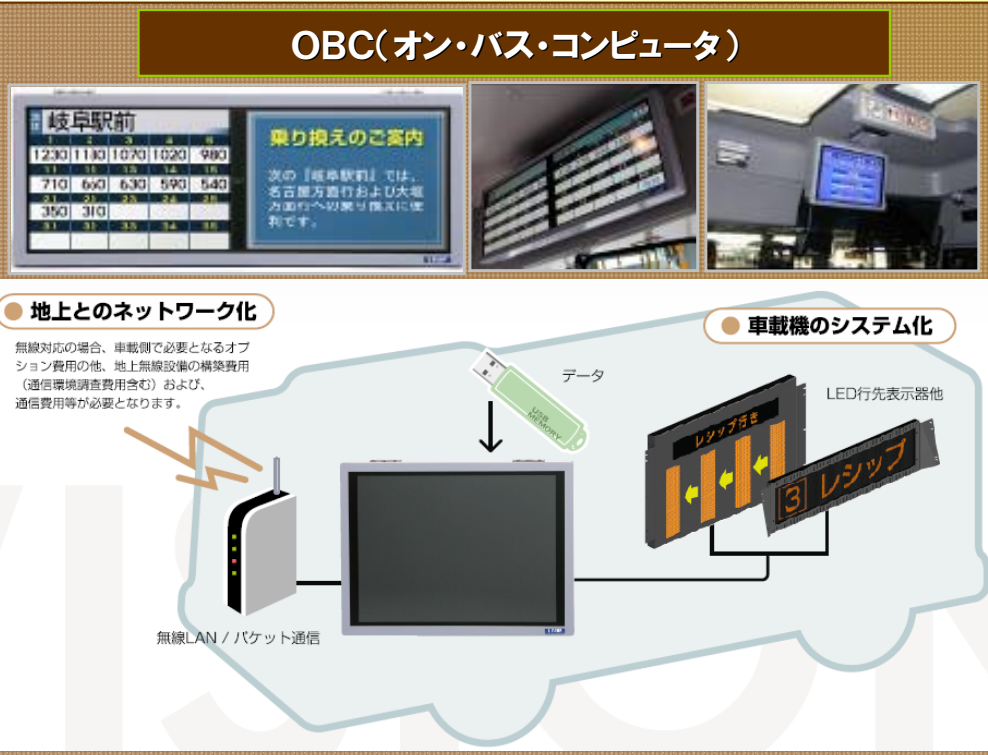 OBC(オン・バス・コンピュータ)
岐阜駅前
1230 1180 1070 1020 980
710 660 630 590 540
350 310
乗り換えのご案内
次の『岐阜駅前』では、
名古屋方面行および大垣
方面行への乗り換えに便
利です。
地上とのネットワーク化
無線対応の場合、車載側で必要となるオプ
ション費用の他、地上無線設備の構築費用
（通信環境調査費用含む）および、
通信費用等が必要となります。
車載機のシステム化
データ
USB
MEMORY
LED行先表示器他
レシップ行き
3 レシップ
無線LAN / パケット通信
VISION